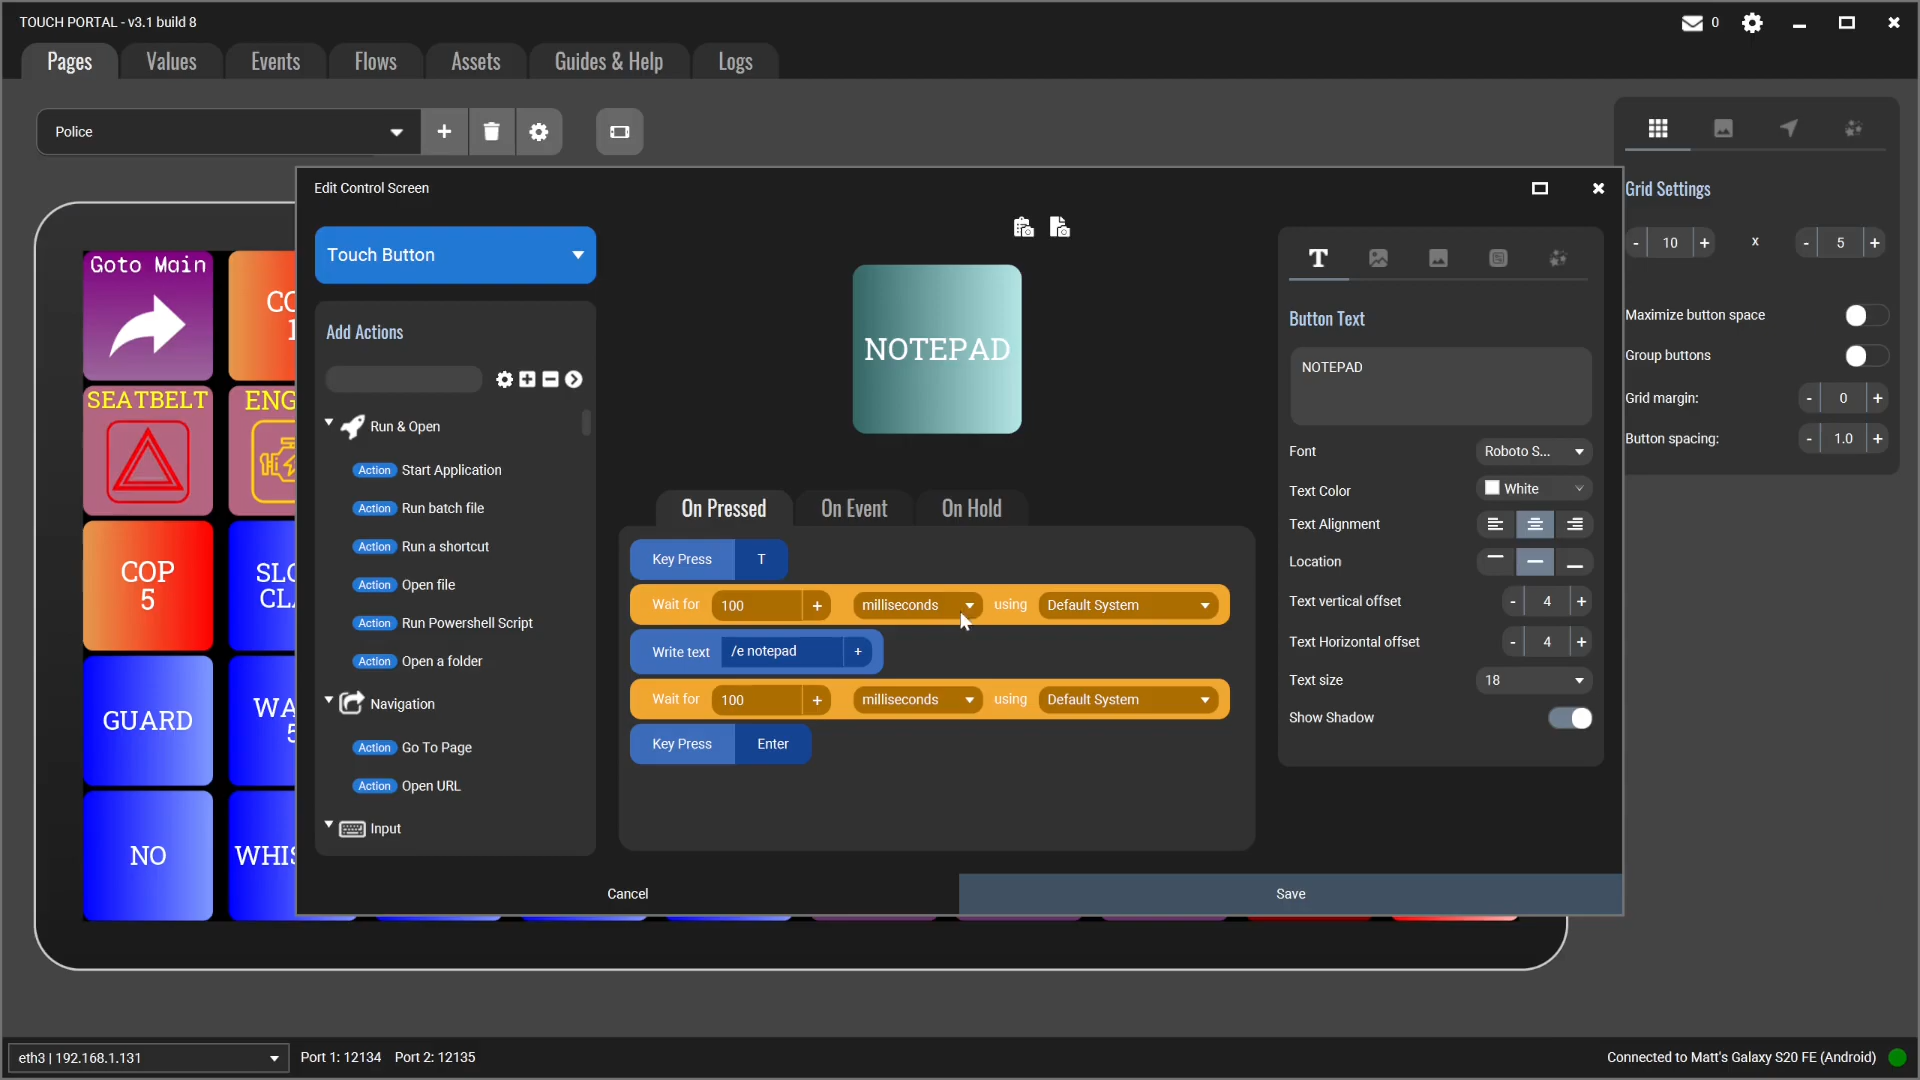 TOUCH PORTAL - v3.1 build 8
0
Pages
Values
Events
Flows
Assets
Guides & Help
Logs
Police
Edit Control Screen
Grid Settings
- 10 + x - 5 +
Maximize button space
Group buttons
Grid margin:
- 0 +
Button spacing:
- 1.0 +
Goto Main
SEATBELT
COP
5
GUARD
NO
Touch Button
Add Actions
Run & Open
Action Start Application
Action Run batch file
Action Run a shortcut
Action Open file
Action Run Powershell Script
Action Open a folder
Navigation
Action Go To Page
Action Open URL
Input
NOTEPAD
On Pressed
On Event
On Hold
Key Press T
Wait for 100 + milliseconds using Default System
Write text /e notepad +
Wait for 100 + milliseconds using Default System
Key Press Enter
T
Button Text
NOTEPAD
Font
Roboto S...
Text Color
White
Text Alignment
Location
Text vertical offset
- 4 +
Text Horizontal offset
- 4 +
Text size
18
Show Shadow
Cancel
Save
eth3 | 192.168.1.131
Port 1: 12134
Port 2: 12135
Connected to Matt's Galaxy S20 FE (Android)